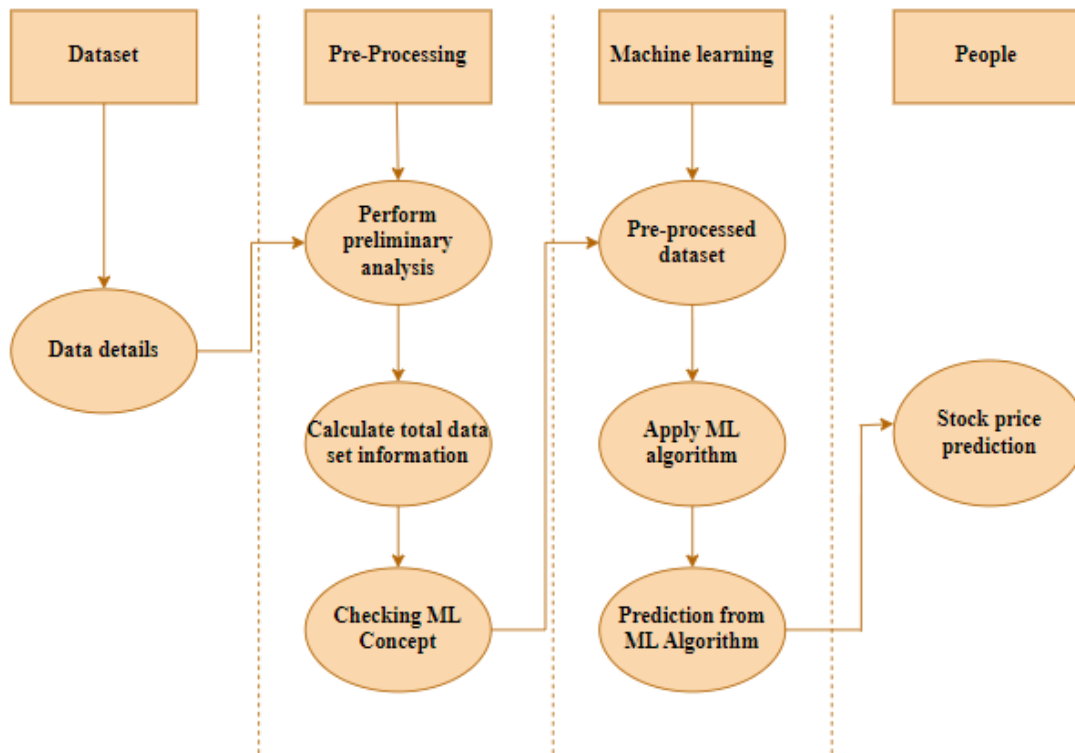 Dataset
Pre-Processing
Machine learning
People
Perform
preliminary
analysis
Pre-processed
dataset
Data details
Calculate total data
set information
Apply ML
algorithm
Stock price
prediction
Checking ML
Concept
Prediction from
ML Algorithm